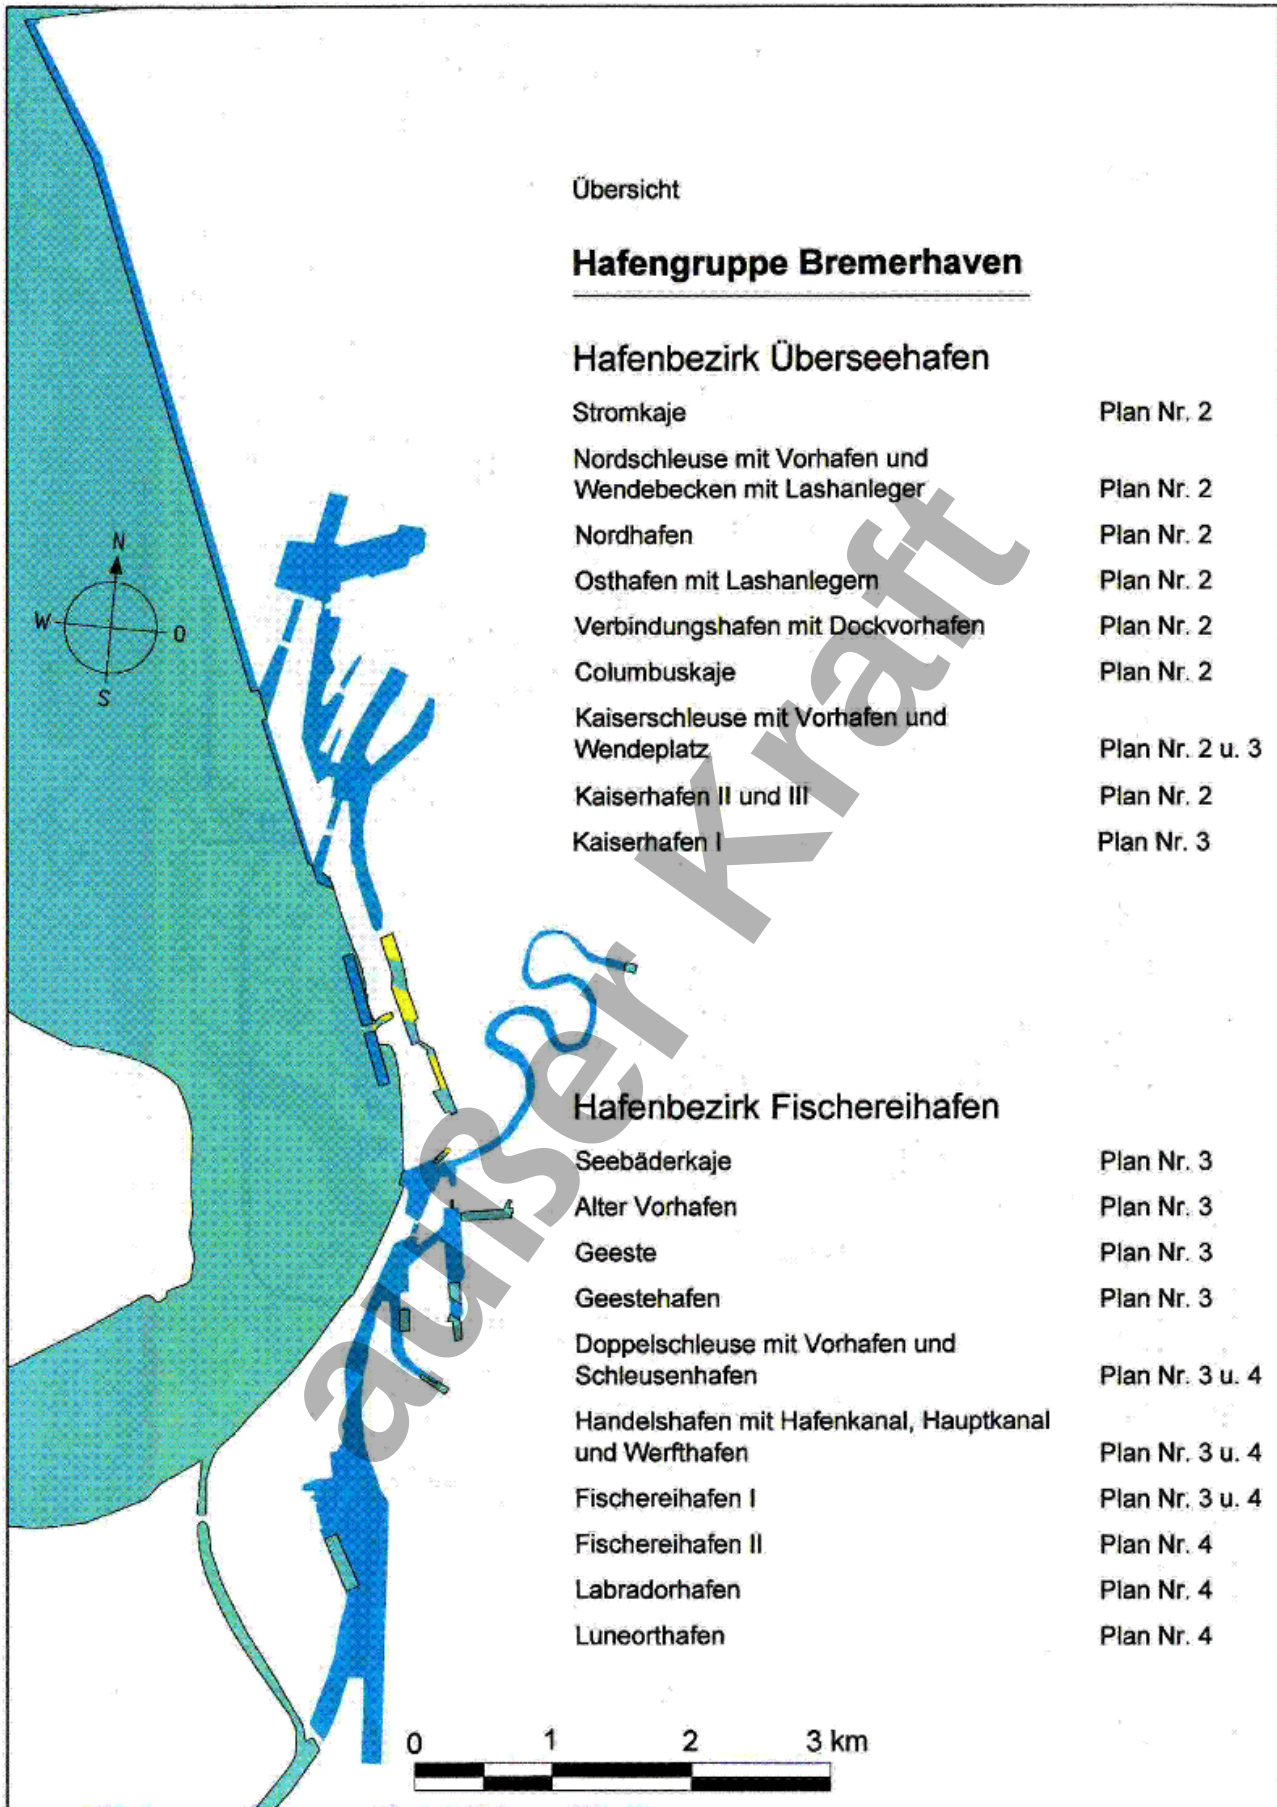 Übersicht
Hafengruppe Bremerhaven
Hafenbezirk Überseehafen
Stromkaje Plan Nr. 2
Nordschleuse mit Vorhafen und
Wendebecken mit Lashanleger Plan Nr. 2
Nordhafen Plan Nr. 2
Osthafen mit Lashanlegern Plan Nr. 2
Verbindungshafen mit Dockvorhafen Plan Nr. 2
Columbuskaje Plan Nr. 2
Kaiserschleuse mit Vorhafen und
Wendeplatz Plan Nr. 2 u. 3
Kaiserhafen II und III Plan Nr. 2
Kaiserhafen I Plan Nr. 3
N
W
O
S
außer Kraft
Hafenbezirk Fischereihafen
Seebäderkaje Plan Nr. 3
Alter Vorhafen Plan Nr. 3
Geeste Plan Nr. 3
Geestehafen Plan Nr. 3
Doppelschleuse mit Vorhafen und
Schleusenhafen Plan Nr. 3 u. 4
Handelshafen mit Hafenkanal, Hauptkanal
und Werfthafen Plan Nr. 3 u. 4
Fischereihafen I Plan Nr. 3 u. 4
Fischereihafen II Plan Nr. 4
Labradorhafen Plan Nr. 4
Luneorthafen Plan Nr. 4
0 1 2 3 km